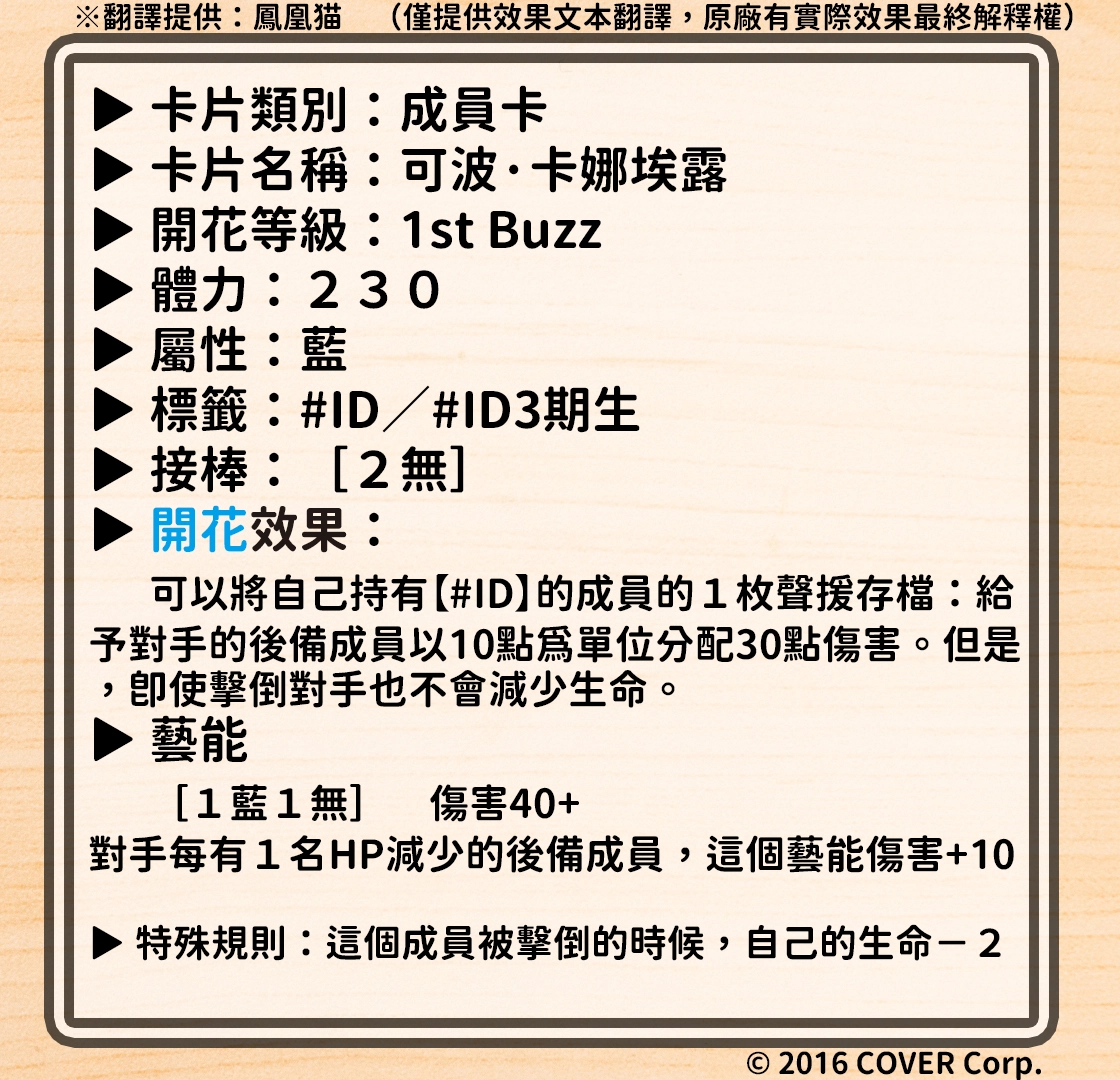 ※翻譯提供：鳳凰猫　（僅提供效果文本翻譯，原廠有實際效果最終解釋權）
▶ 卡片類別：成員卡
▶ 卡片名稱：可波·卡娜埃露
▶ 開花等級：1st Buzz
▶ 體力：２３０
▶ 屬性：藍
▶ 標籤：#ID／#ID3期生
▶ 接棒：［２無］
▶ 開花效果：
可以將自己持有【#ID】的成員的１枚聲援存檔：給
予對手的後備成員以10點爲單位分配30點傷害。但是
，卽使擊倒對手也不會減少生命。
▶ 藝能
［１藍１無］　傷害40+
對手每有１名HP減少的後備成員，這個藝能傷害+10
▶ 特殊規則：這個成員被擊倒的時候，自己的生命－２
© 2016 COVER Corp.